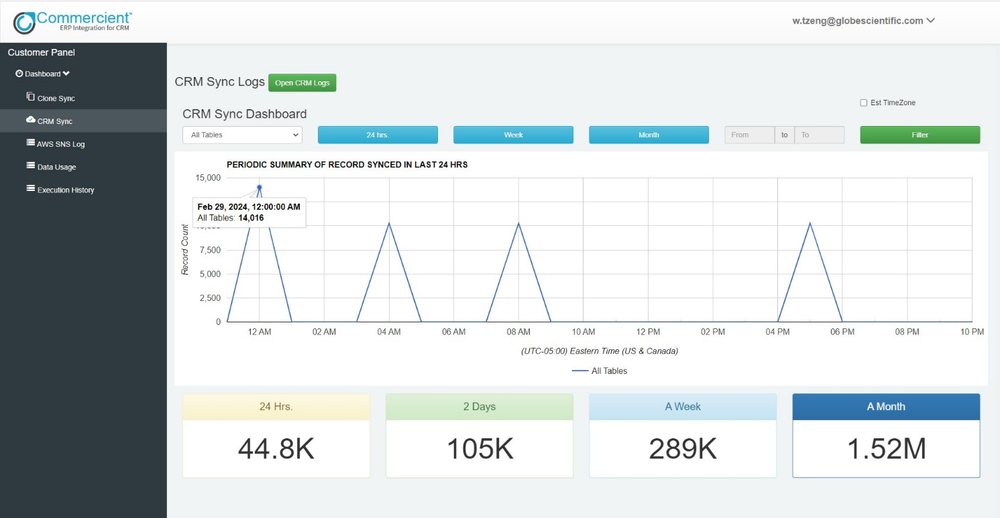 Commercient™
ERP Integration for CRM
w.tzeng@globescientific.com
Customer Panel
Dashboard
Clone Sync
CRM Sync
AWS SNS Log
Data Usage
Execution History
CRM Sync Logs Open CRM Logs
Est TimeZone
CRM Sync Dashboard
All Tables 24 hrs. Week Month From to To Filter
PERIODIC SUMMARY OF RECORD SYNCED IN LAST 24 HRS
15,000
Feb 29, 2024, 12:00:00 AM
All Tables: 14,016
10,000
7,500
5,000
2,500
0
Record Count
12 AM 02 AM 04 AM 06 AM 08 AM 10 AM 12 PM 02 PM 04 PM 06 PM 08 PM 10 PM
(UTC-05:00) Eastern Time (US & Canada)
All Tables
24 Hrs. 2 Days A Week A Month
44.8K 105K 289K 1.52M